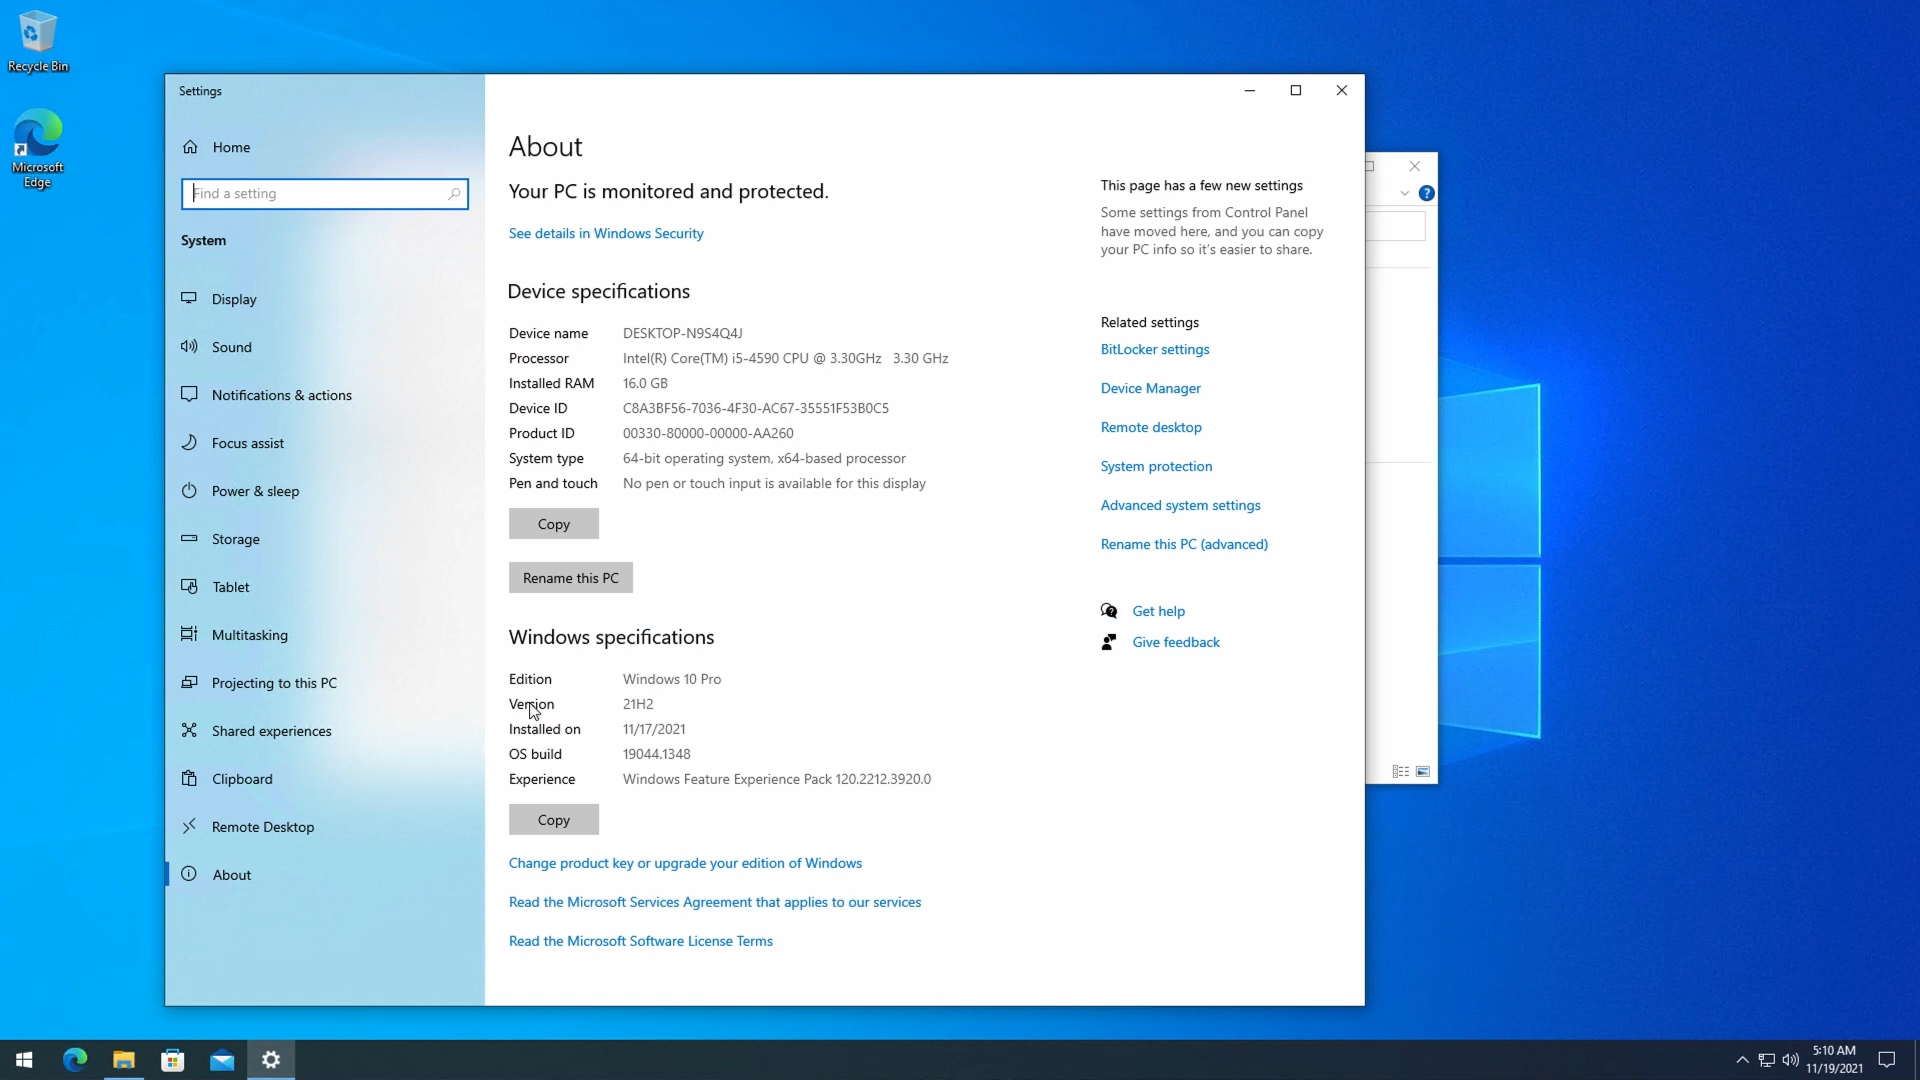 Recycle Bin
Microsoft
Edge
Settings
Home
Find a setting
System
Display
Sound
Notifications & actions
Focus assist
Power & sleep
Storage
Tablet
Multitasking
Projecting to this PC
Shared experiences
Clipboard
Remote Desktop
About
About
Your PC is monitored and protected.
See details in Windows Security
Device specifications
Device name DESKTOP-N9S4Q4J
Processor Intel(R) Core(TM) i5-4590 CPU @ 3.30GHz 3.30 GHz
Installed RAM 16.0 GB
Device ID C8A3BF56-7036-4F30-AC67-35551F53B0C5
Product ID 00330-80000-00000-AA260
System type 64-bit operating system, x64-based processor
Pen and touch No pen or touch input is available for this display
Copy
Rename this PC
Windows specifications
Edition Windows 10 Pro
Version 21H2
Installed on 11/17/2021
OS build 19044.1348
Experience Windows Feature Experience Pack 120.2212.3920.0
Copy
Change product key or upgrade your edition of Windows
Read the Microsoft Services Agreement that applies to our services
Read the Microsoft Software License Terms
This page has a few new settings
Some settings from Control Panel
have moved here, and you can copy
your PC info so it's easier to share.
Related settings
BitLocker settings
Device Manager
Remote desktop
System protection
Advanced system settings
Rename this PC (advanced)
Get help
Give feedback
5:10 AM
11/19/2021